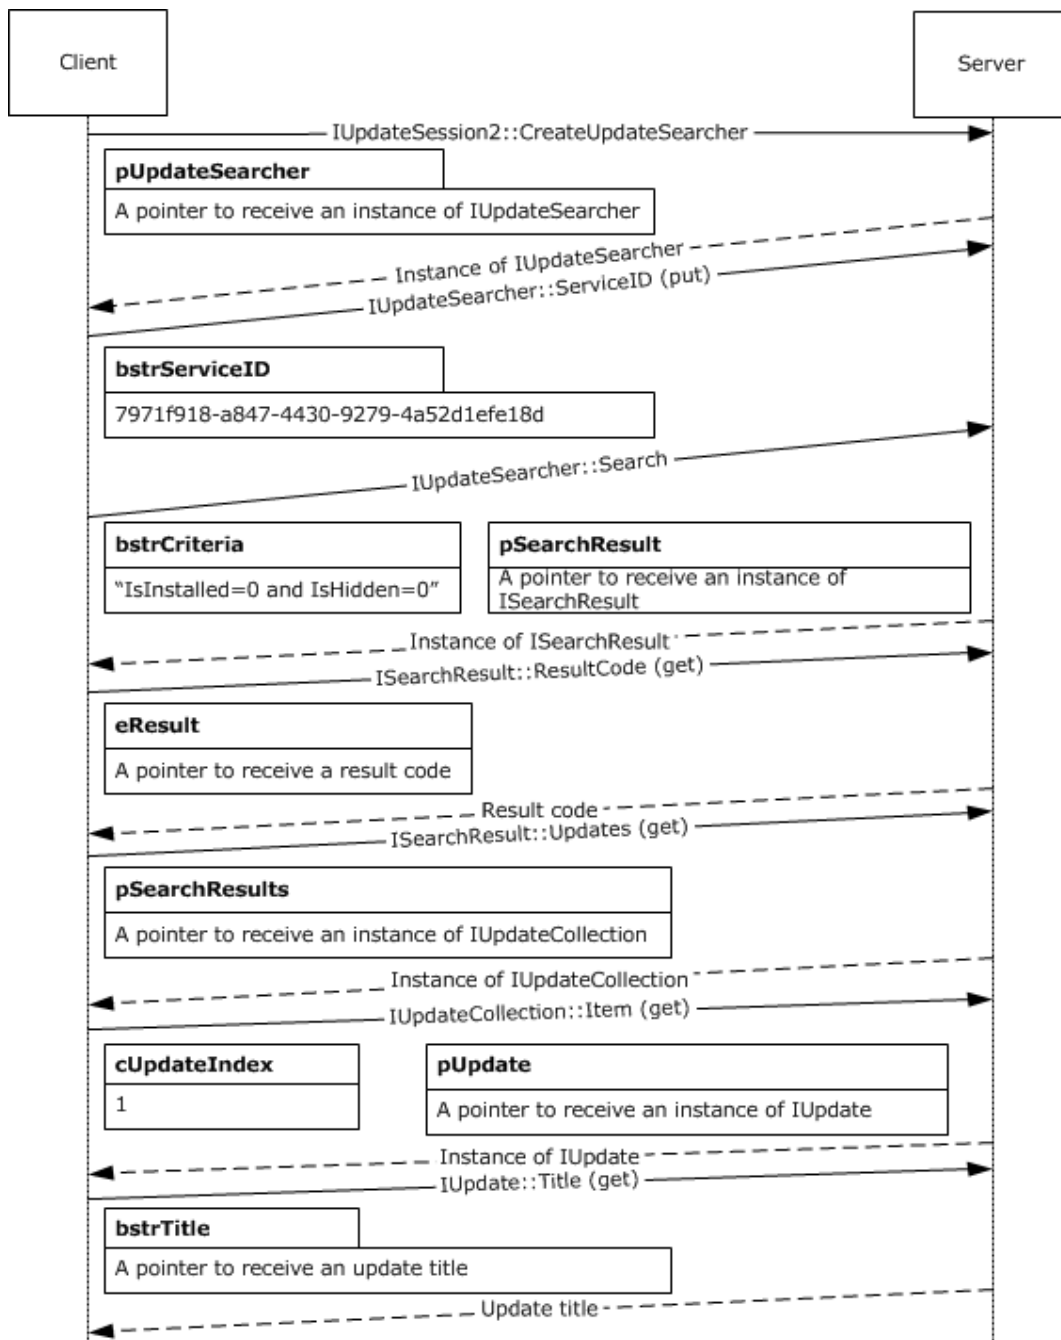 Client
Server
IUpdateSession2::CreateUpdateSearcher
pUpdateSearcher
A pointer to receive an instance of IUpdateSearcher
Instance of IUpdateSearcher
IUpdateSearcher::ServiceID (put)
bstrServiceID
7971f918-a847-4430-9279-4a52d1efe18d
IUpdateSearcher::Search
bstrCriteria
“IsInstalled=0 and IsHidden=0”
pSearchResult
A pointer to receive an instance of
ISearchResult
Instance of ISearchResult
ISearchResult::ResultCode (get)
eResult
A pointer to receive a result code
Result code
ISearchResult::Updates (get)
pSearchResults
A pointer to receive an instance of IUpdateCollection
Instance of IUpdateCollection
IUpdateCollection::Item (get)
cUpdateIndex
1
pUpdate
A pointer to receive an instance of IUpdate
Instance of IUpdate
IUpdate::Title (get)
bstrTitle
A pointer to receive an update title
Update title